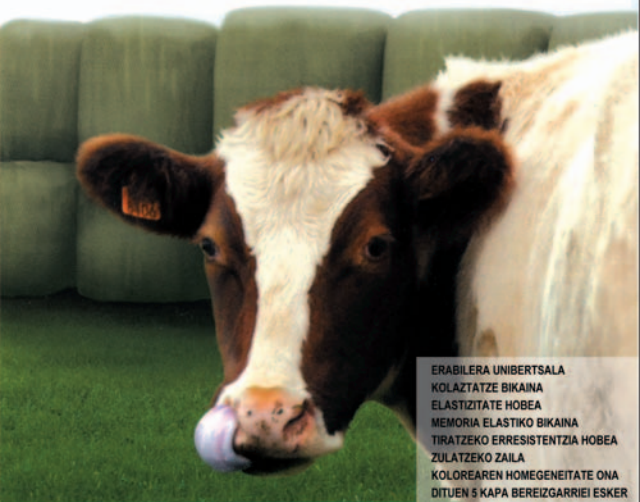 ERABILERA UNIBERTSALA
KOLAZTATZE BIKAINA
ELASTIZITATE HOBEA
MEMORIA ELASTIKO BIKAINA
TIRATZEKO ERRESISTENTZIA HOBEA
ZULATZEKO ZAILA
KOLOREAREN HOMEGENEITATE ONA
DITUEN 5 KAPA BEREIZGARRIEI ESKER